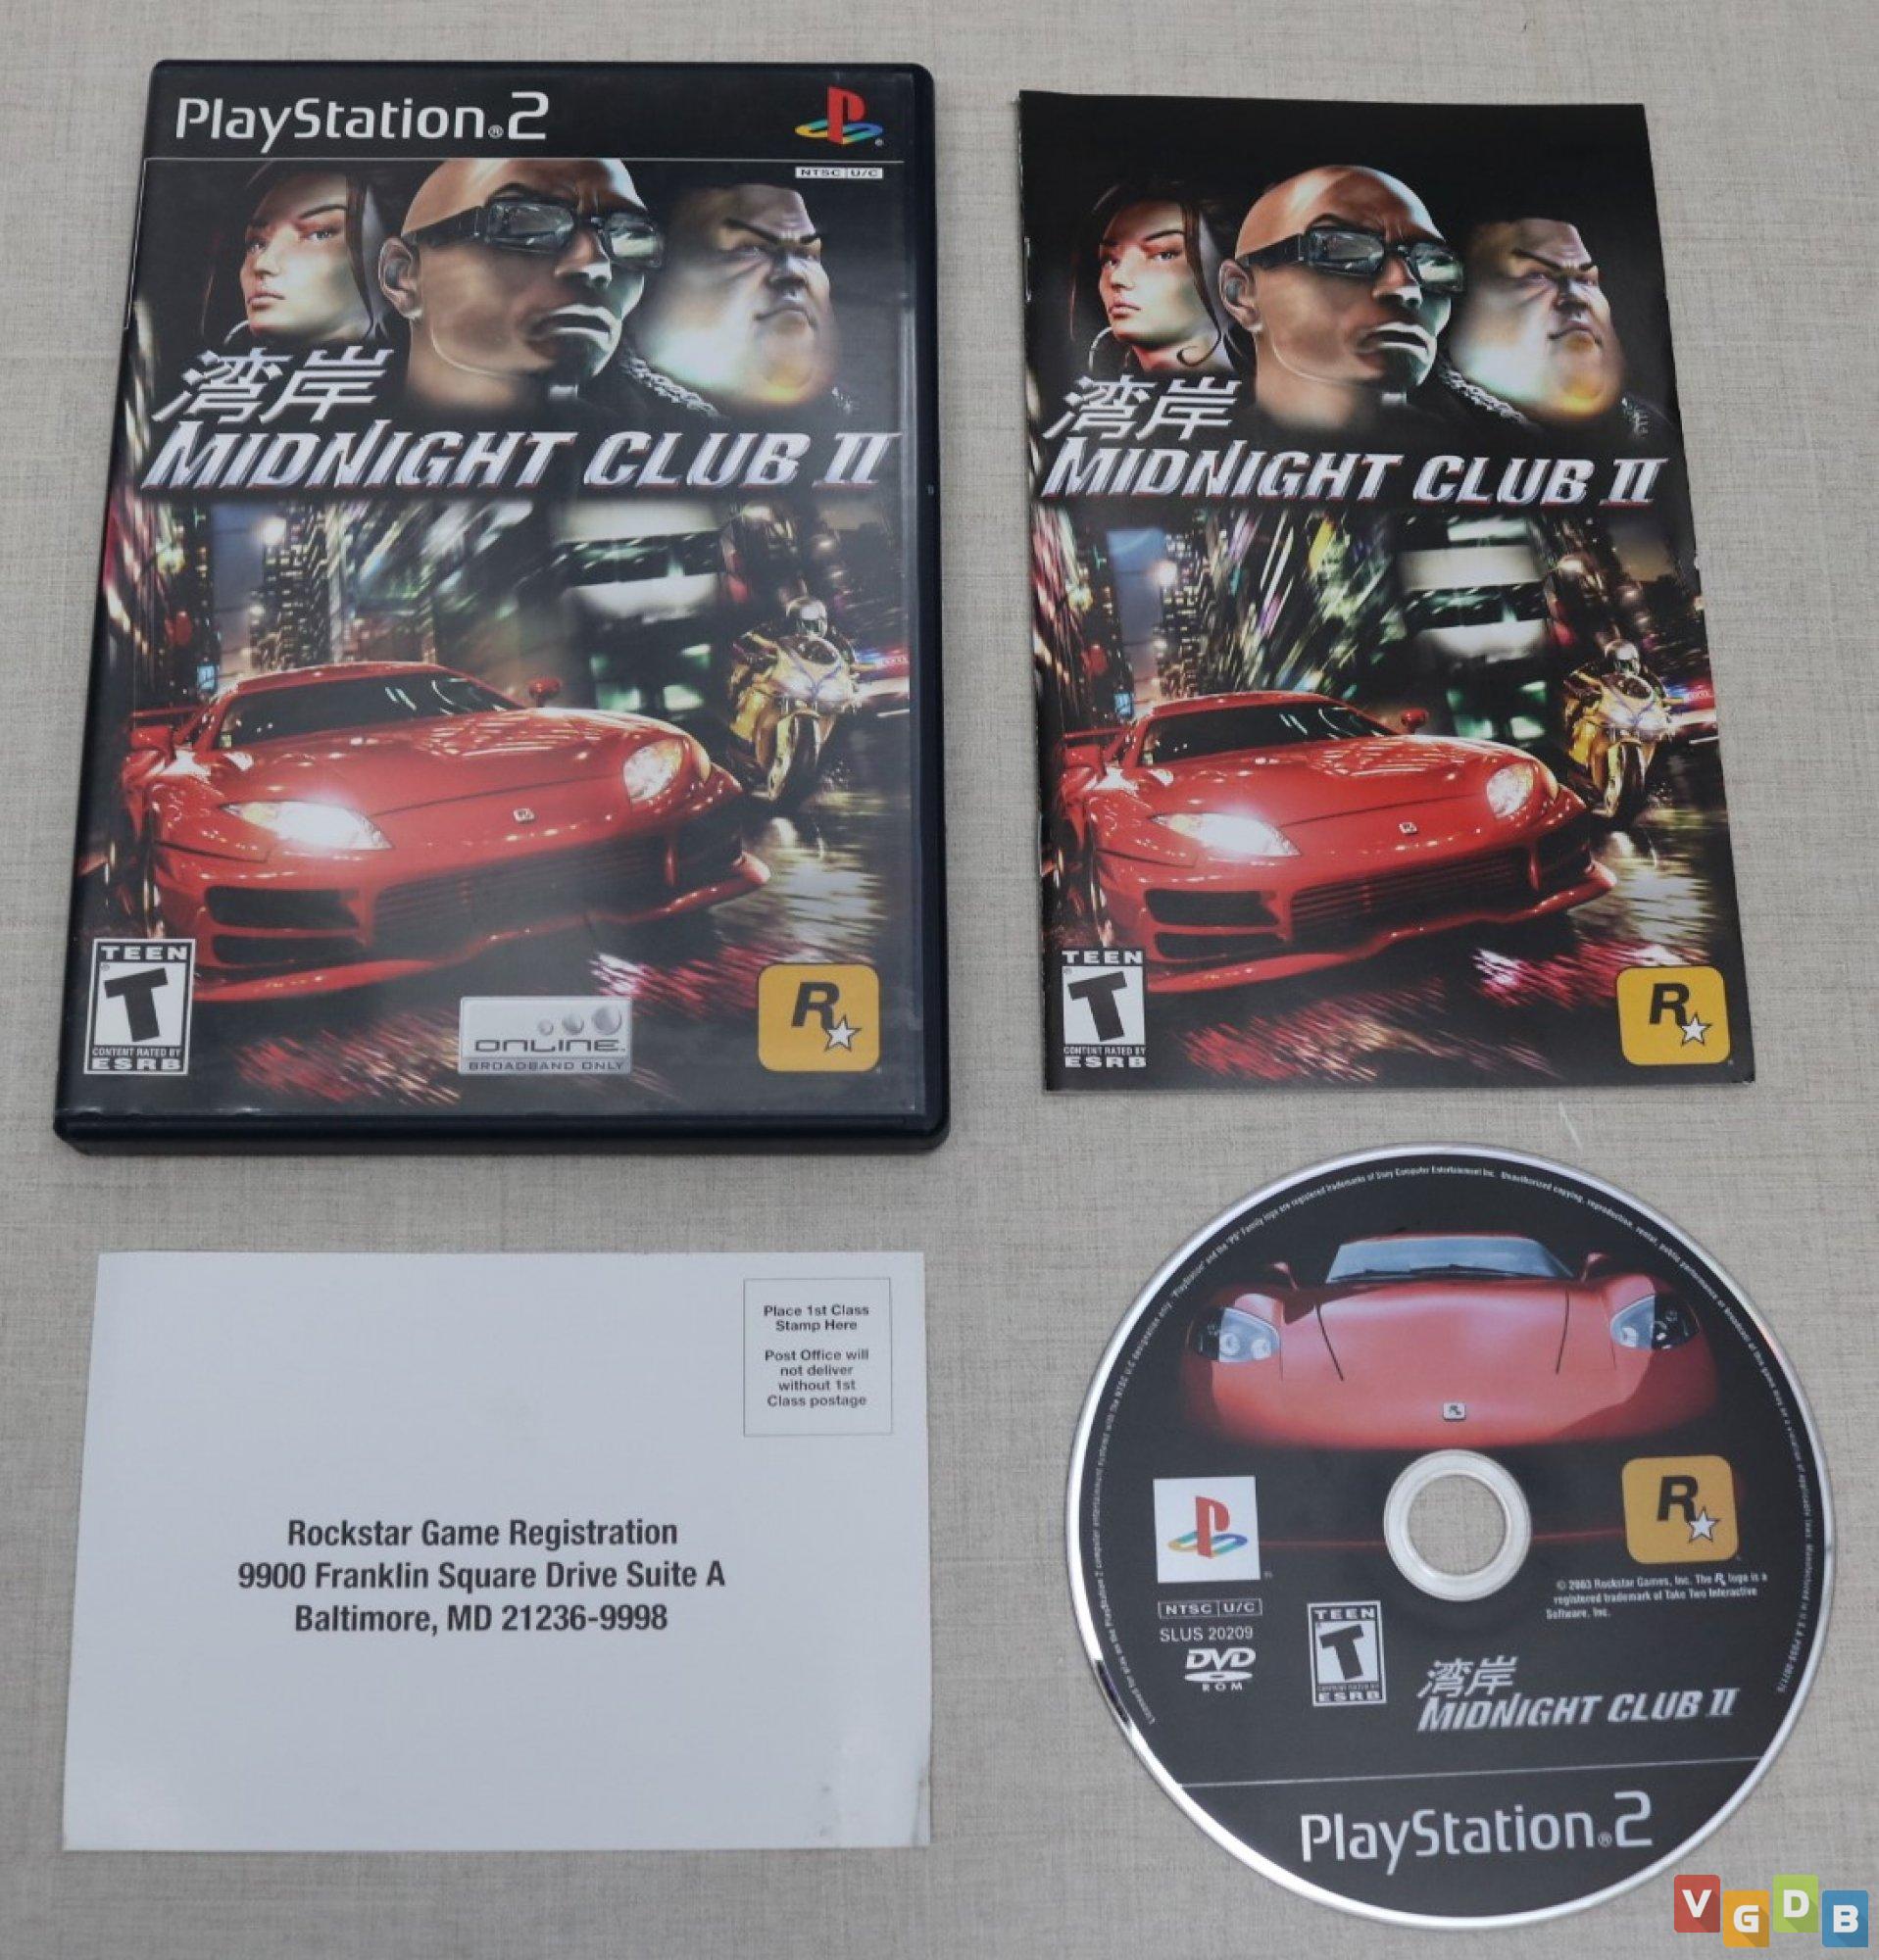 PlayStation®2
NTSC U/C
湾岸
MIDNIGHT CLUB II
TEEN
T
CONTENT RATED BY
ESRB
ONLINE
BROADBAND ONLY
R
湾岸
MIDNIGHT CLUB II
TEEN
T
CONTENT RATED BY
ESRB
R
Place 1st Class
Stamp Here
Post Office will
not deliver
without 1st
Class postage
Rockstar Game Registration
9900 Franklin Square Drive Suite A
Baltimore, MD 21236-9998
R
© 2003 Rockstar Games, Inc. The R logo is a
registered trademark of Take Two Interactive
Software, Inc.
NTSC U/C
SLUS 20209
DVD
ROM
TEEN
T
CONTENT RATED BY
ESRB
湾岸
MIDNIGHT CLUB II
PlayStation®2
VGDB